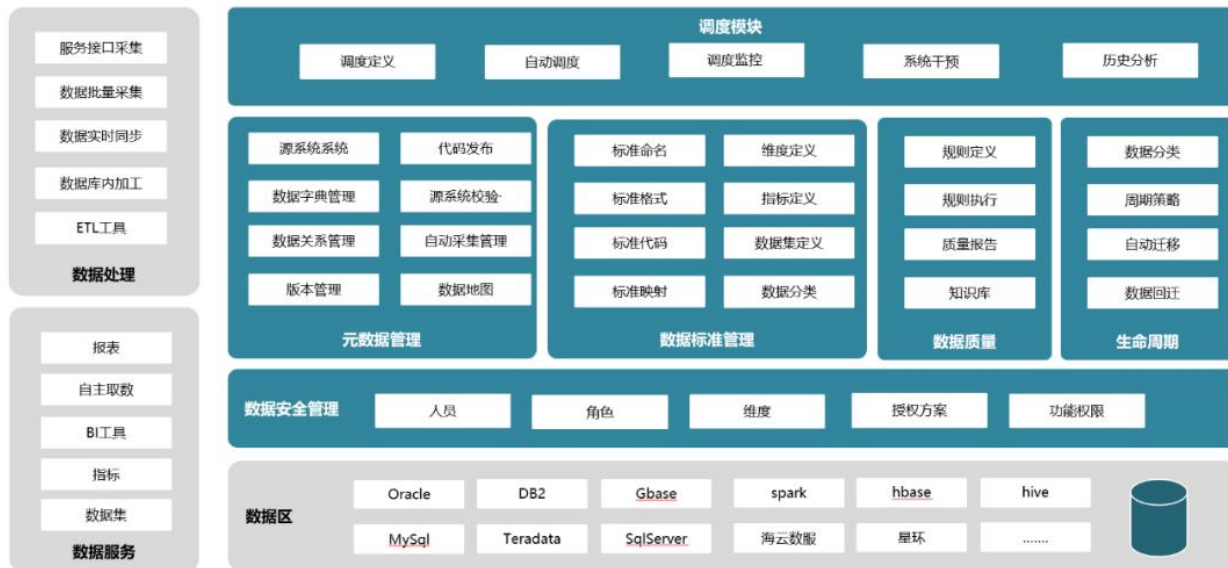 服务接口采集
数据批量采集
数据实时同步
数据库内加工
ETL工具
数据处理
报表
自主取数
BI工具
指标
数据集
数据服务
调度模块
调度定义
自动调度
调度监控
系统干预
历史分析
源系统系统
代码发布
数据字典管理
源系统校验·
数据关系管理
自动采集管理
版本管理
数据地图
元数据管理
标准命名
维度定义
标准格式
指标定义
标准代码
数据集定义
标准映射
数据分类
数据标准管理
规则定义
规则执行
质量报告
知识库
数据质量
数据分类
周期策略
自动迁移
数据回迁
生命周期
数据安全管理
人员
角色
维度
授权方案
功能权限
数据区
Oracle
DB2
Gbase
spark
hbase
hive
MySql
Teradata
SqlServer
海云数服
星环
.......